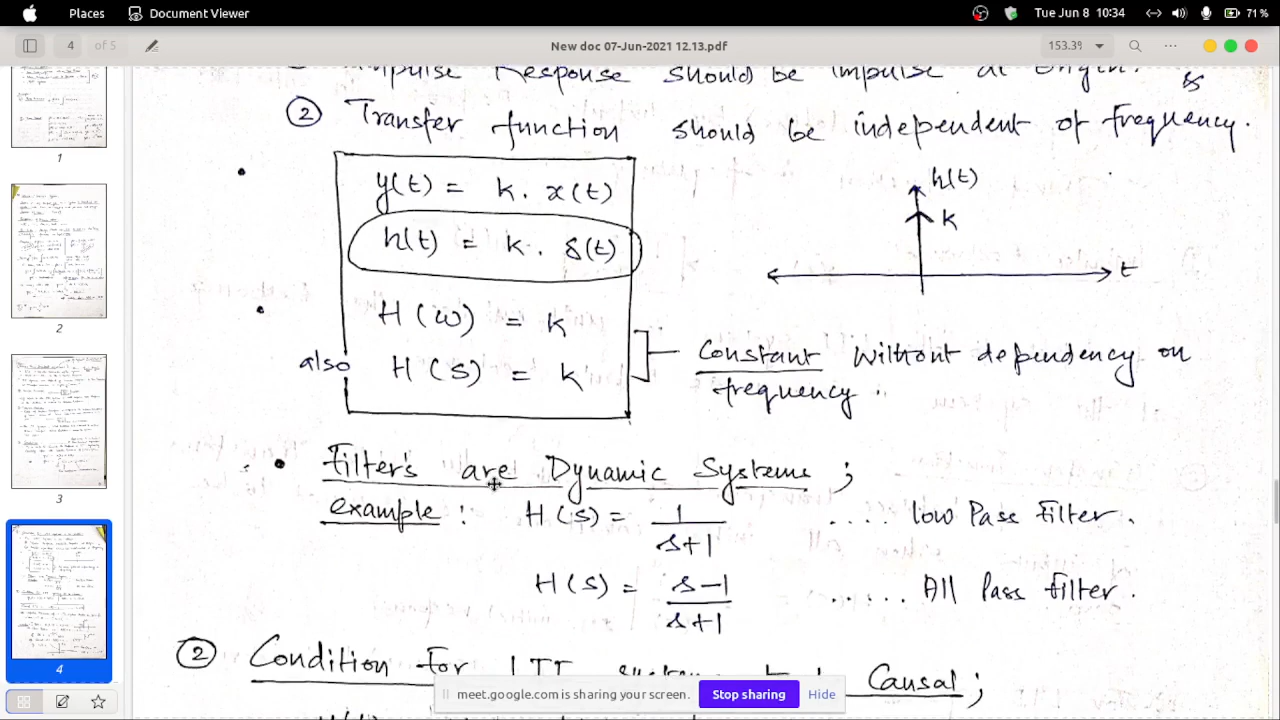 Places Document Viewer Tue Jun 8 10:34 71 %
4 of 5 New doc 07-Jun-2021 12.13.pdf 153.39
1
2
3
4
Impulse Response should be impulse at origin.
② Transfer function should be independent of frequency.
y(t) = k. x(t)
h(t) = k. δ(t)
H(ω) = k
also H(s) = k
h(t)
k
t
Constant without dependency on
frequency.
• Filter's are Dynamic Systems ;
example : H(s) = 1/(s+1) .... low Pass filter.
H(s) = (s-1)/(s+1) ..... All Pass filter.
② Condition for LTI system to be Causal ;
meet.google.com is sharing your screen. Stop sharing Hide